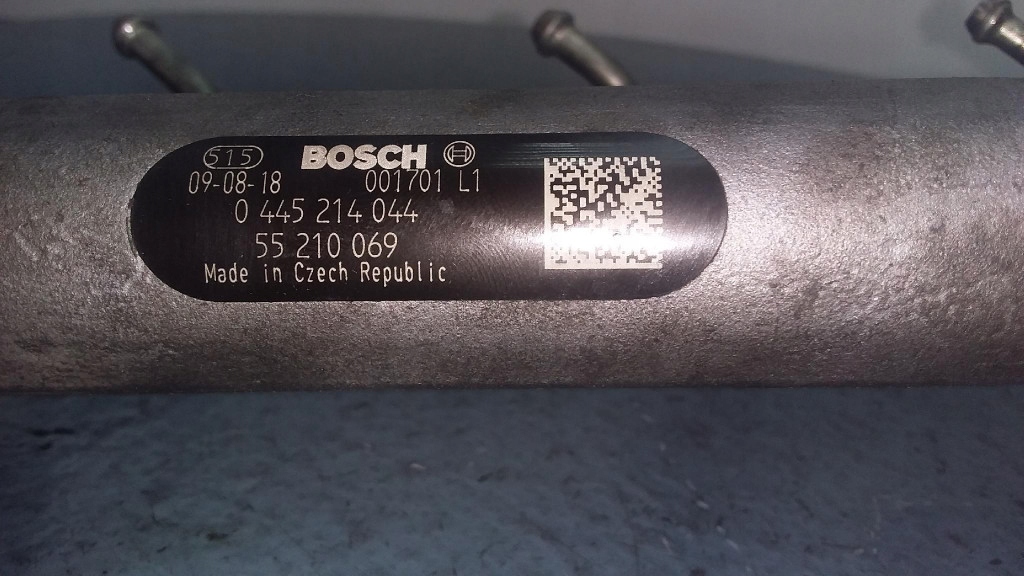 515 BOSCH
09-08-18 001701 L1
0 445 214 044
55 210 069
Made in Czech Republic